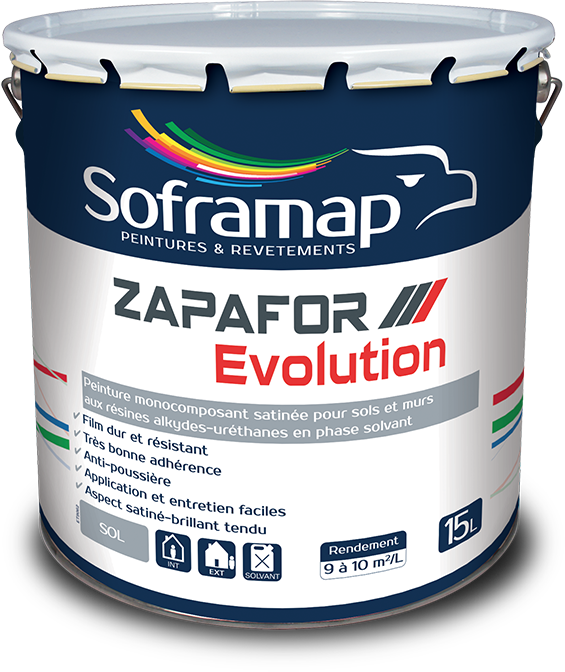 Soframap
PEINTURES & REVETEMENTS
ZAPAFOR
Evolution
Peinture monocomposant satinée pour sols et murs
aux résines alkydes-uréthanes en phase solvant
✓ Film dur et résistant
✓ Très bonne adhérence
✓ Anti-poussière
✓ Application et entretien faciles
✓ Aspect satiné-brillant tendu
SOL
INT
EXT
SOLVANT
Rendement
9 à 10 m²/L
15L